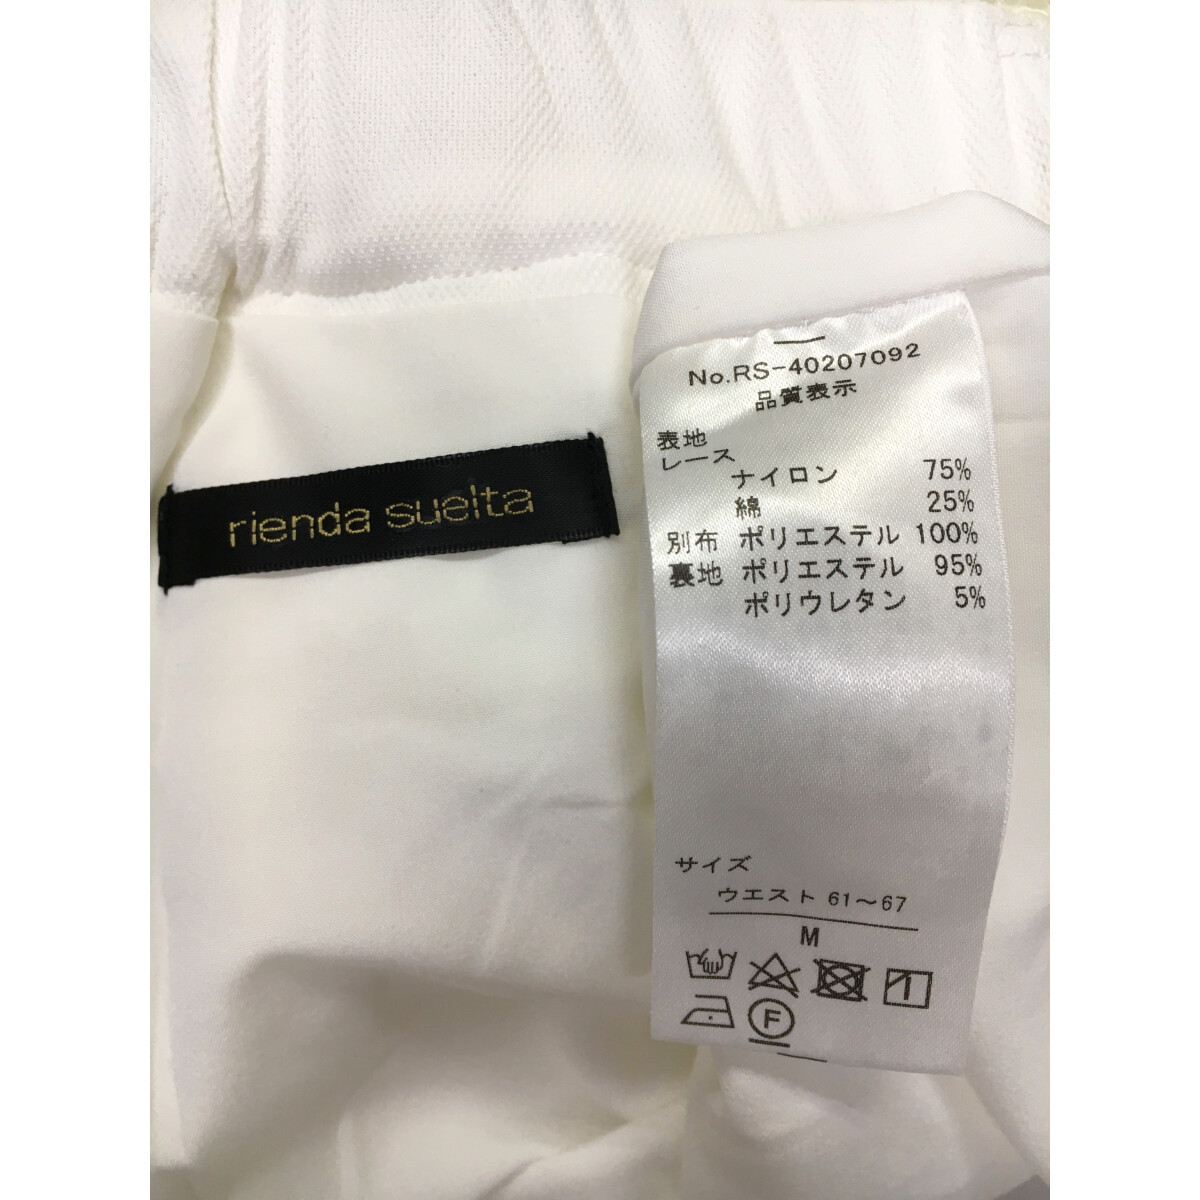 rienda suelta
No.RS-40207092
品質表示
表地
レース
ナイロン 75%
綿 25%
別布 ポリエステル 100%
裏地 ポリエステル 95%
ポリウレタン 5%
サイズ
ウエスト 61～67
M
F